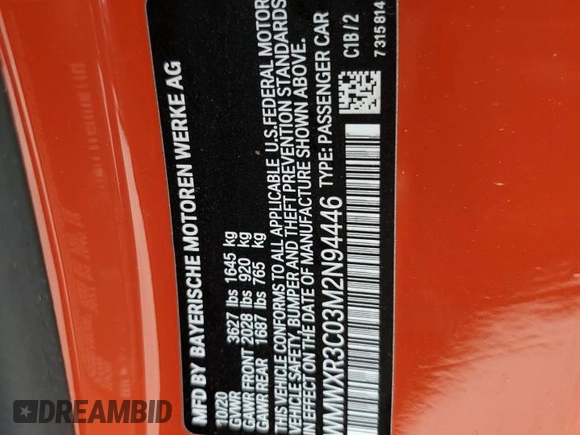 MFD BY BAYERISCHE MOTOREN WERKE AG
10/20
GVWR 3627 lbs 1645 kg
GAWR FRONT 2028 lbs 920 kg
GAWR REAR 1687 lbs 765 kg
THIS VEHICLE CONFORMS TO ALL APPLICABLE U.S.FEDERAL MOTOR
VEHICLE SAFETY, BUMPER AND THEFT PREVENTION STANDARDS
IN EFFECT ON THE DATE OF MANUFACTURE SHOWN ABOVE.
WMWXR3C03M2N94446 TYPE: PASSENGER CAR
C1B/2
7315814
DREAMBID